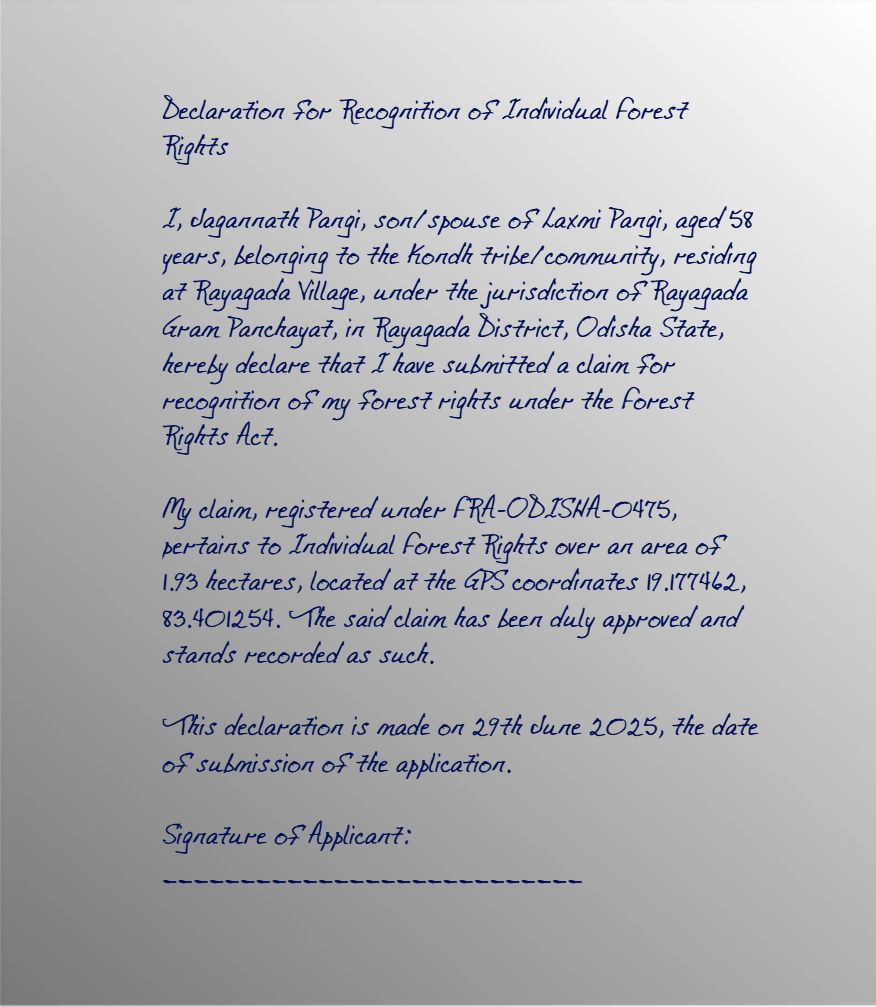 Declaration for Recognition of Individual Forest
Rights
I, Jagannath Pangi, son/spouse of Laxmi Pangi, aged 58
years, belonging to the Kondh tribe/community, residing
at Rayagada Village, under the jurisdiction of Rayagada
Gram Panchayat, in Rayagada District, Odisha State,
hereby declare that I have submitted a claim for
recognition of my forest rights under the Forest
Rights Act.
My claim, registered under FRA-ODISHA-0475,
pertains to Individual Forest Rights over an area of
1.93 hectares, located at the GPS coordinates 19.177462,
83.401254. The said claim has been duly approved and
stands recorded as such.
This declaration is made on 29th June 2025, the date
of submission of the application.
Signature of Applicant:
___________________________